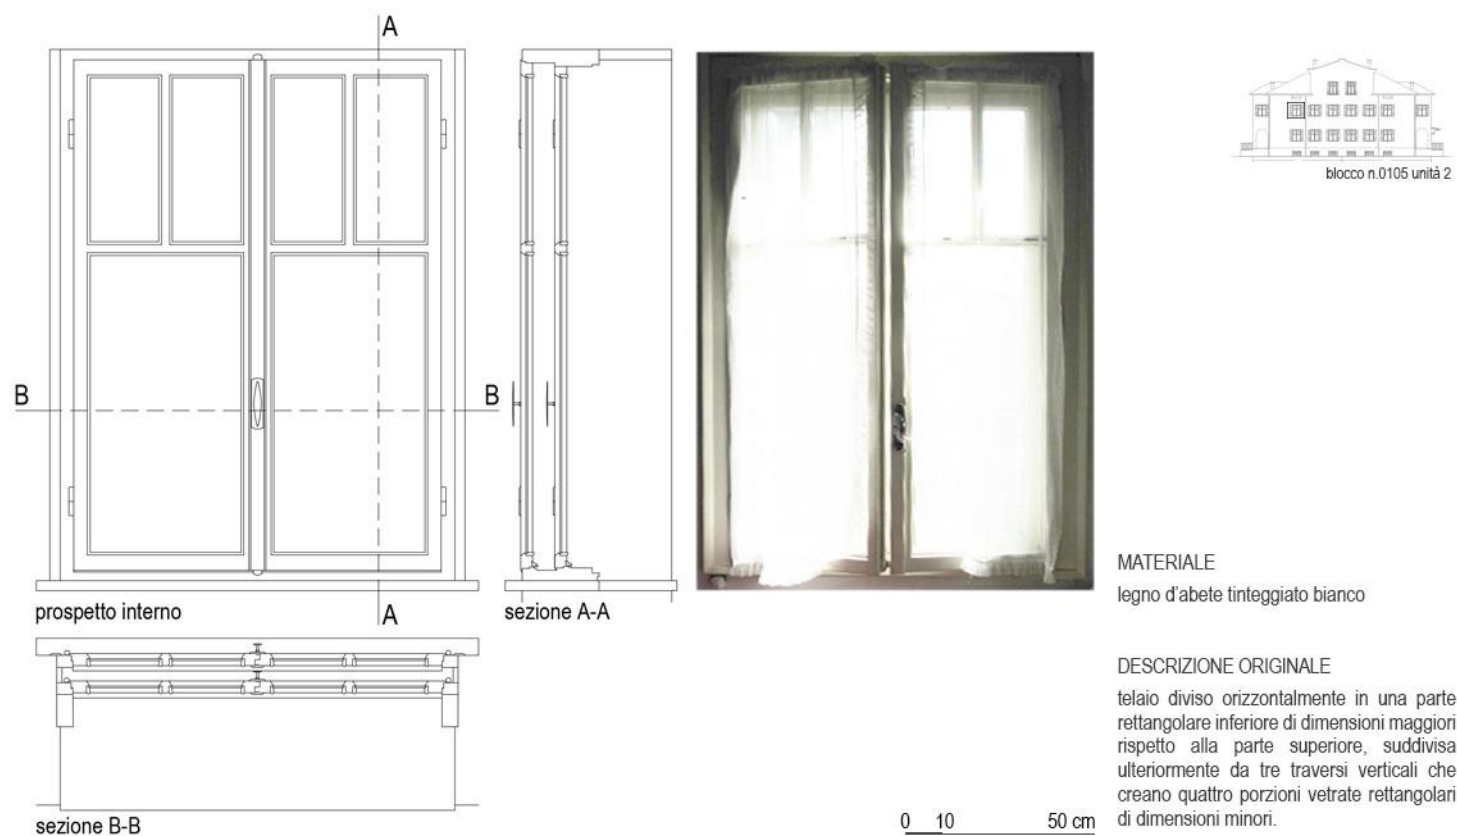 A
B
B
prospetto interno
A
sezione A-A
sezione B-B
blocco n.0105 unità 2
MATERIALE
legno d'abete tinteggiato bianco
DESCRIZIONE ORIGINALE
telaio diviso orizzontalmente in una parte
rettangolare inferiore di dimensioni maggiori
rispetto alla parte superiore, suddivisa
ulteriormente da tre traversi verticali che
creano quattro porzioni vetrate rettangolari
di dimensioni minori.
0 10 50 cm